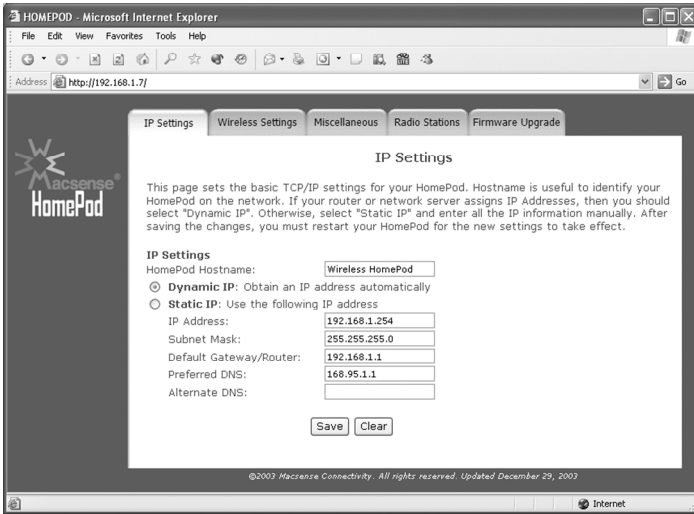 HOMEPOD - Microsoft Internet Explorer
File Edit View Favorites Tools Help
Address http://192.168.1.7/ Go
IP Settings Wireless Settings Miscellaneous Radio Stations Firmware Upgrade
Macsense®
HomePod
IP Settings
This page sets the basic TCP/IP settings for your HomePod. Hostname is useful to identify your
HomePod on the network. If your router or network server assigns IP Addresses, then you should
select "Dynamic IP". Otherwise, select "Static IP" and enter all the IP information manually. After
saving the changes, you must restart your HomePod for the new settings to take effect.
IP Settings
HomePod Hostname: Wireless HomePod
Dynamic IP: Obtain an IP address automatically
Static IP: Use the following IP address
IP Address: 192.168.1.254
Subnet Mask: 255.255.255.0
Default Gateway/Router: 192.168.1.1
Preferred DNS: 168.95.1.1
Alternate DNS:
Save Clear
©2003 Macsense Connectivity. All rights reserved. Updated December 29, 2003
Internet